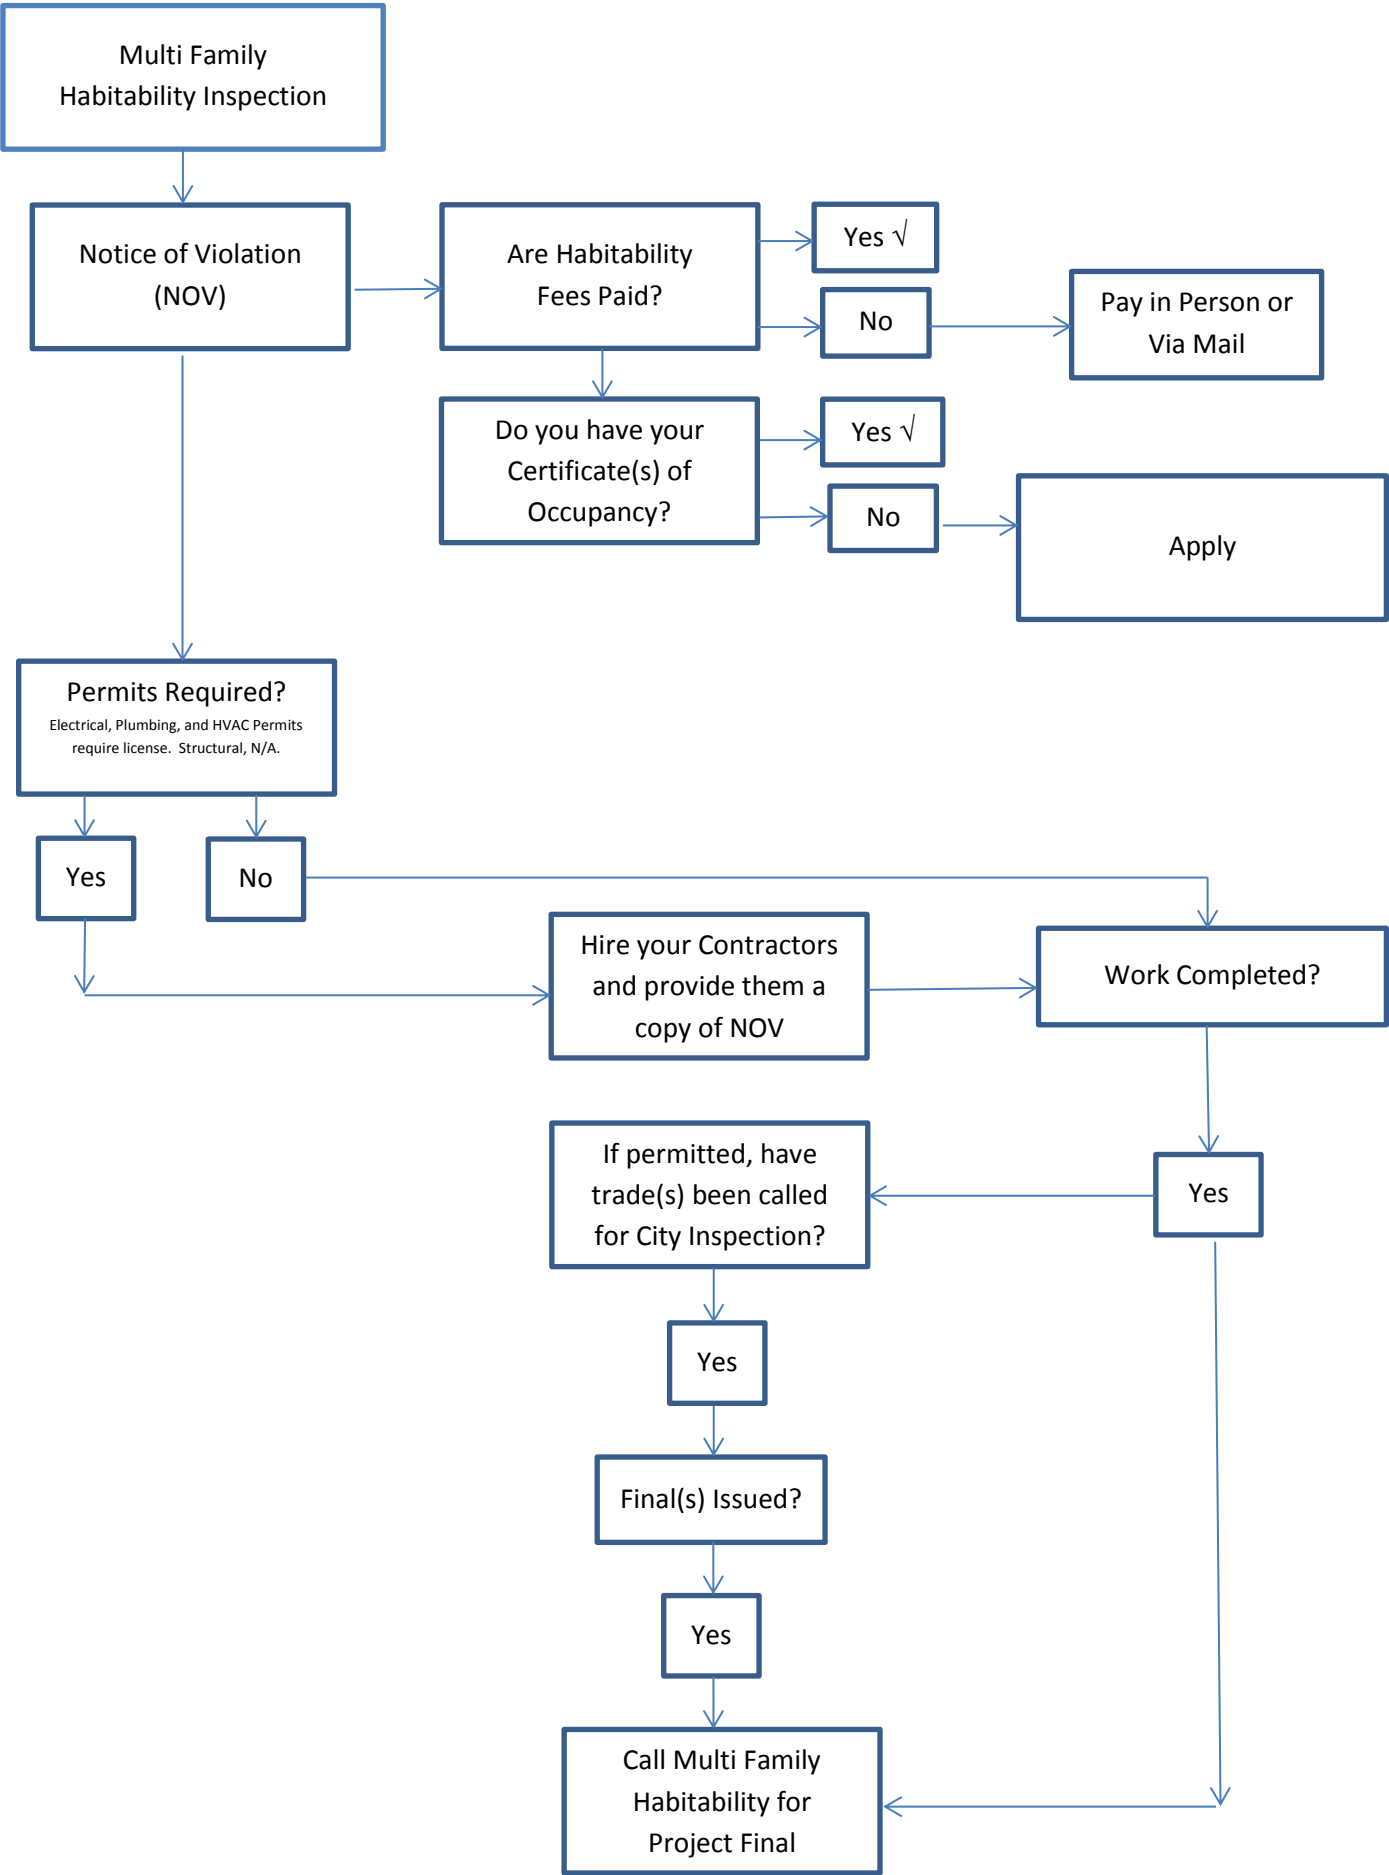 Multi Family
Habitability Inspection
Notice of Violation
(NOV)
Are Habitability
Fees Paid?
Yes √
No
Pay in Person or
Via Mail
Do you have your
Certificate(s) of
Occupancy?
Yes √
No
Apply
Permits Required?
Electrical, Plumbing, and HVAC Permits
require license.  Structural, N/A.
Yes
No
Hire your Contractors
and provide them a
copy of NOV
Work Completed?
If permitted, have
trade(s) been called
for City Inspection?
Yes
Yes
Final(s) Issued?
Yes
Call Multi Family
Habitability for
Project Final